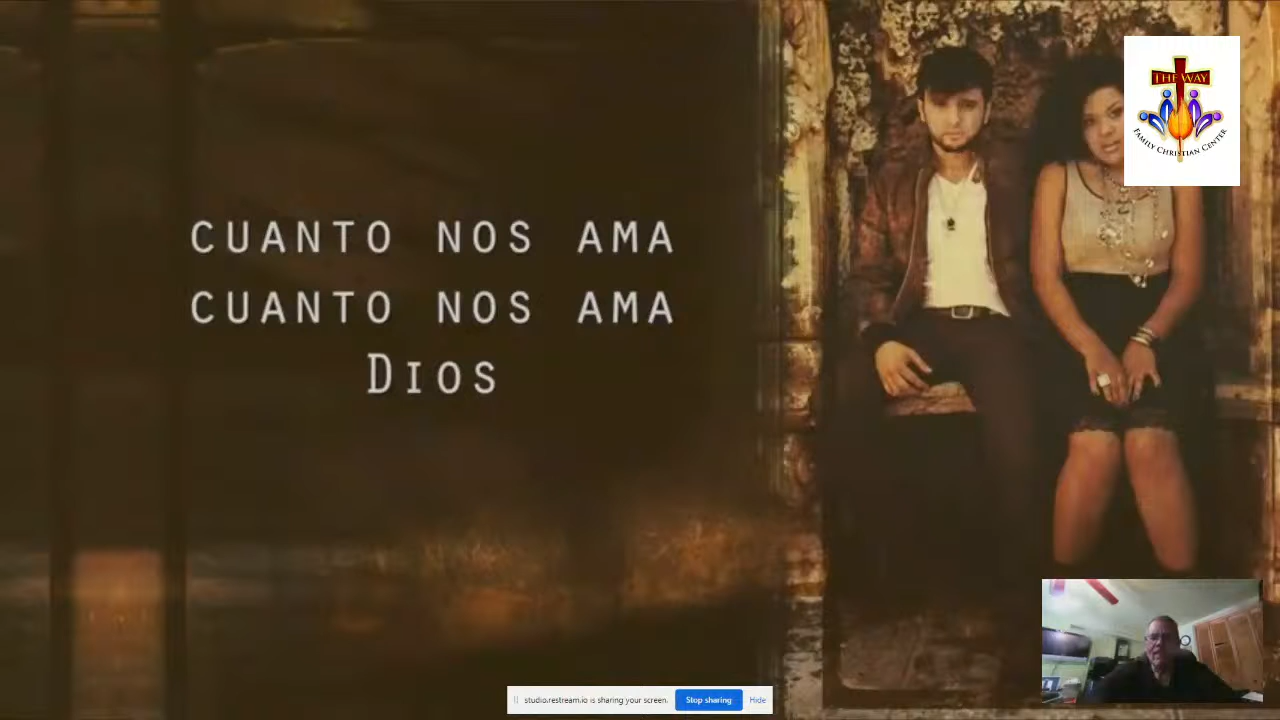 CUANTO NOS AMA
CUANTO NOS AMA
DIOS
THE WAY
FAMILY CHRISTIAN CENTER
studio.restream.io is sharing your screen.
Stop sharing
Hide